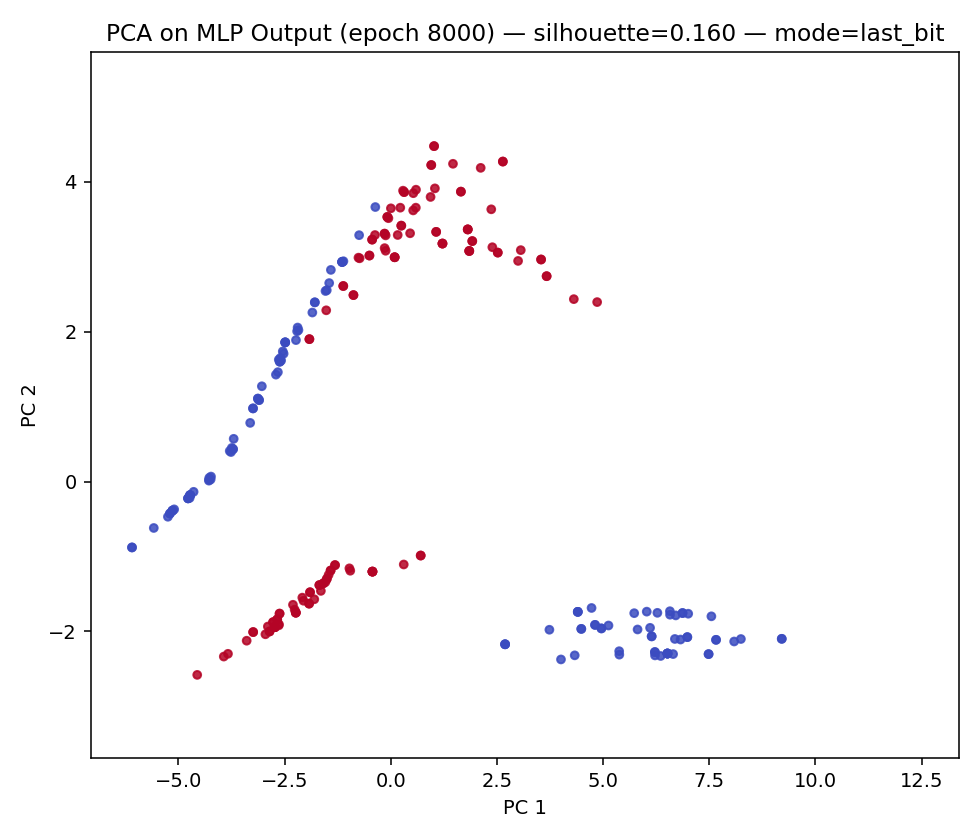 PCA on MLP Output (epoch 8000) — silhouette=0.160 — mode=last_bit
PC 2
4
2
0
−2
−5.0 −2.5 0.0 2.5 5.0 7.5 10.0 12.5
PC 1